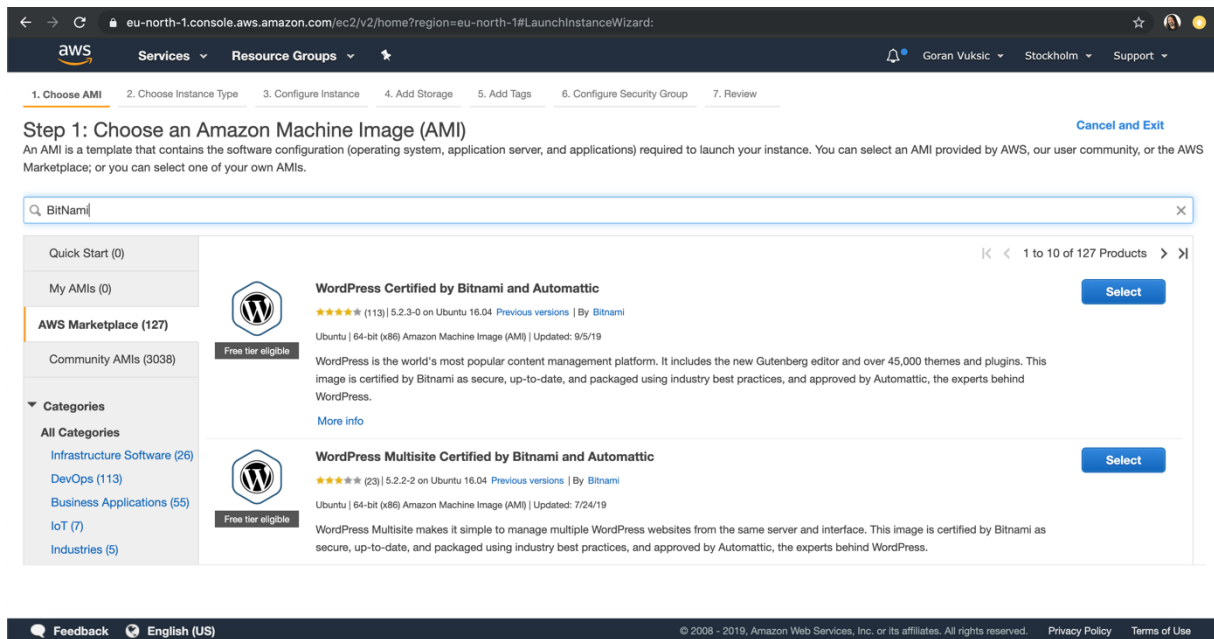 eu-north-1.console.aws.amazon.com/ec2/v2/home?region=eu-north-1#LaunchInstanceWizard:
aws Services Resource Groups Goran Vuksic Stockholm Support
1. Choose AMI 2. Choose Instance Type 3. Configure Instance 4. Add Storage 5. Add Tags 6. Configure Security Group 7. Review
Step 1: Choose an Amazon Machine Image (AMI) Cancel and Exit
An AMI is a template that contains the software configuration (operating system, application server, and applications) required to launch your instance. You can select an AMI provided by AWS, our user community, or the AWS
Marketplace; or you can select one of your own AMIs.
BitNami
Quick Start (0)
My AMIs (0)
AWS Marketplace (127)
Community AMIs (3038)
Categories
All Categories
Infrastructure Software (26)
DevOps (113)
Business Applications (55)
IoT (7)
Industries (5)
1 to 10 of 127 Products
WordPress Certified by Bitnami and Automattic
Select
(113) | 5.2.3-0 on Ubuntu 16.04 Previous versions | By Bitnami
Ubuntu | 64-bit (x86) Amazon Machine Image (AMI) | Updated: 9/5/19
Free tier eligible
WordPress is the world's most popular content management platform. It includes the new Gutenberg editor and over 45,000 themes and plugins. This
image is certified by Bitnami as secure, up-to-date, and packaged using industry best practices, and approved by Automattic, the experts behind
WordPress.
More info
WordPress Multisite Certified by Bitnami and Automattic
Select
(23) | 5.2.2-2 on Ubuntu 16.04 Previous versions | By Bitnami
Ubuntu | 64-bit (x86) Amazon Machine Image (AMI) | Updated: 7/24/19
Free tier eligible
WordPress Multisite makes it simple to manage multiple WordPress websites from the same server and interface. This image is certified by Bitnami as
secure, up-to-date, and packaged using industry best practices, and approved by Automattic, the experts behind WordPress.
Feedback English (US) © 2008 - 2019, Amazon Web Services, Inc. or its affiliates. All rights reserved. Privacy Policy Terms of Use